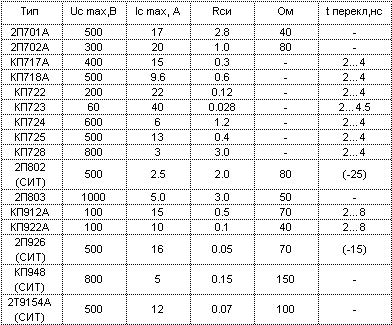 Тип Uc max,В Ic max, А Rси Ом t перекл,нс
2П701А 500 17 2.8 40 -
2П702А 300 20 1.0 80 -
КП717А 400 15 0.3 - 2...4
КП718А 500 9.6 0.6 - 2...4
КП722 200 22 0.12 - 2...4
КП723 60 40 0.028 - 2...4.5
КП724 600 6 1.2 - 2...4
КП725 500 13 0.4 - 2...4
КП728 800 3 3.0 - 2...4
2П802 (СИТ) 500 2.5 2.0 80 (-25)
2П803 1000 5.0 3.0 50 -
КП912А 100 15 0.5 70 2...8
КП922А 100 10 0.1 40 2...8
2П926 (СИТ) 500 16 0.05 70 (-15)
КП948 (СИТ) 800 5 0.15 150 -
2Т9154А (СИТ) 500 12 0.07 100 -